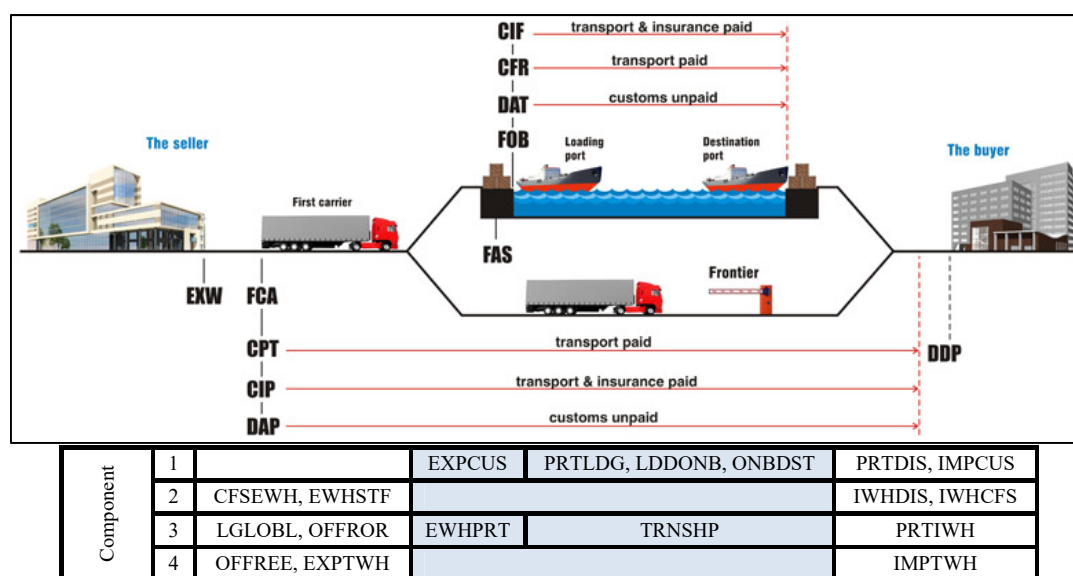 CIF transport & insurance paid
CFR transport paid
DAT customs unpaid
The seller
FOB
Loading port
Destination port
The buyer
First carrier
FAS
EXW FCA
Frontier
CPT transport paid
DDP
CIP transport & insurance paid
DAP customs unpaid
Component
1 EXPCUS PRTLDG, LDDONB, ONBDST PRTDIS, IMPCUS
2 CFSEWH, EWHSTF IWHDIS, IWHCFS
3 LGLOBL, OFFROR EWHPRT TRNSHP PRTIWH
4 OFFREE, EXPTWH IMPTWH